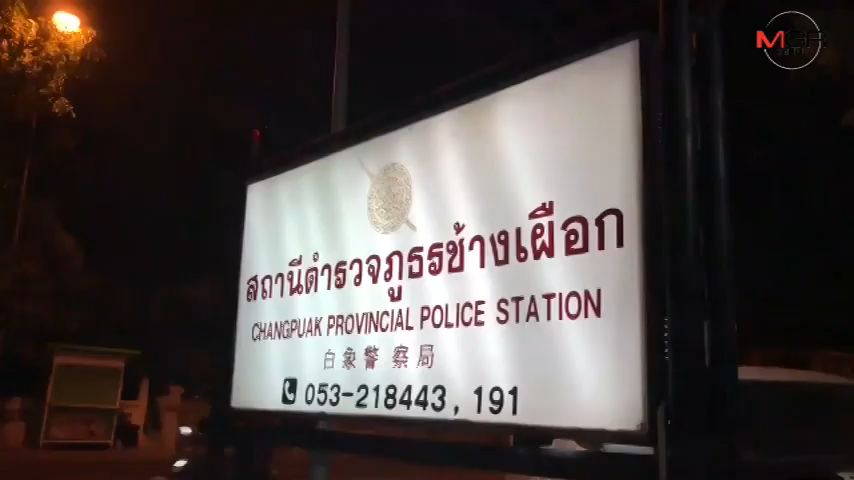 MGR
สถานีตำรวจภูธรช้างเผือก
CHANGPUAK PROVINCIAL POLICE STATION
白象警察局
053-218443, 191